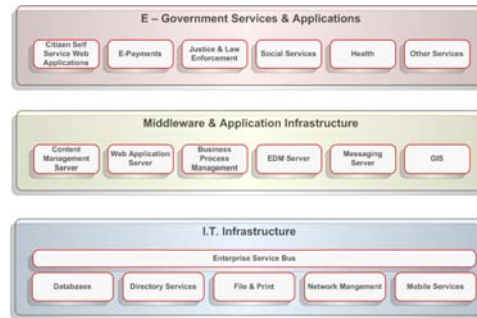 E – Government Services & Applications
Citizen Self
Service Web
Applications
E-Payments
Justice & Law
Enforcement
Social Services
Health
Other Services
Middleware & Application Infrastructure
Content
Management
Server
Web Application
Server
Business
Process
Management
EDM Server
Messaging
Server
GIS
I.T. Infrastructure
Enterprise Service Bus
Databases
Directory Services
File & Print
Network Mangement
Mobile Services